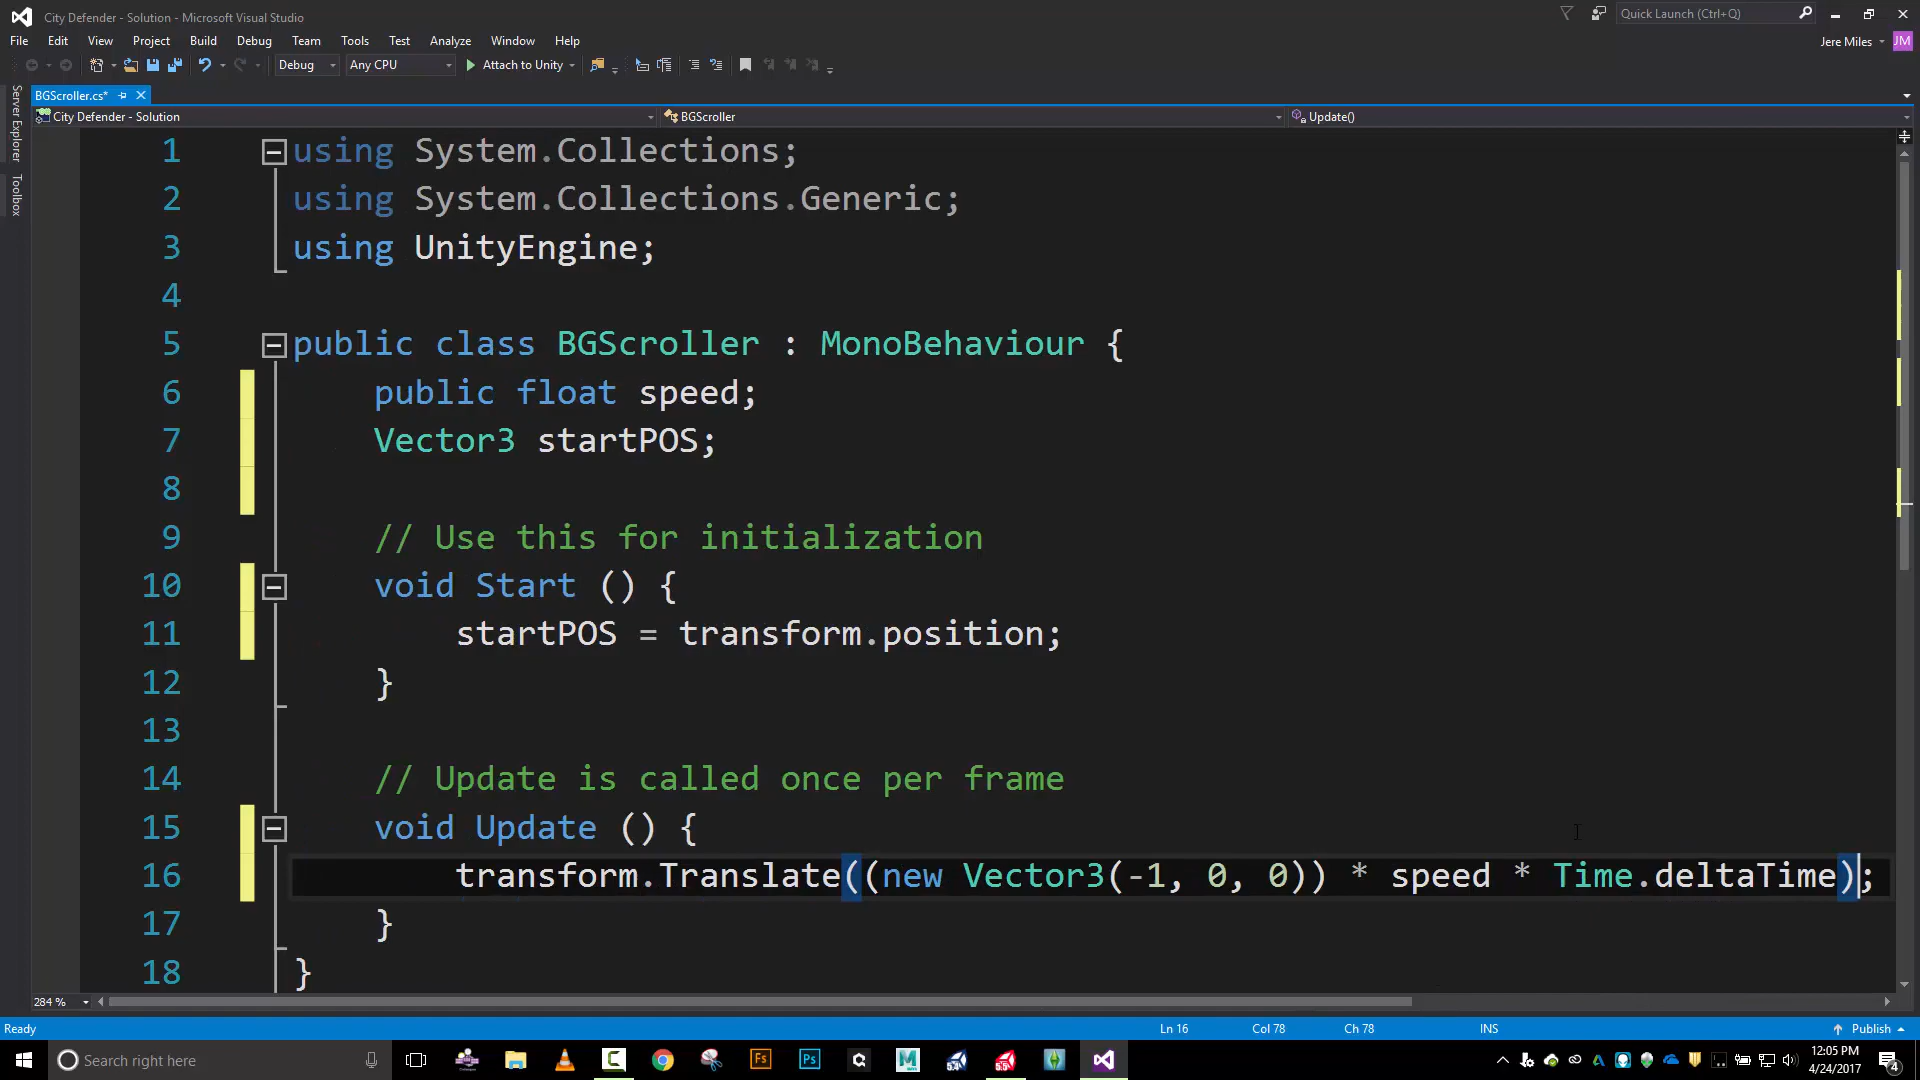 City Defender - Solution - Microsoft Visual Studio
Quick Launch (Ctrl+Q)
File Edit View Project Build Debug Team Tools Test Analyze Window Help
Jere Miles JM
Debug Any CPU Attach to Unity
BGScroller.cs*
City Defender - Solution BGScroller Update()
Server Explorer
Toolbox
1 using System.Collections;
2 using System.Collections.Generic;
3 using UnityEngine;
4
5 public class BGScroller : MonoBehaviour {
6 public float speed;
7 Vector3 startPOS;
8
9 // Use this for initialization
10 void Start () {
11 startPOS = transform.position;
12 }
13
14 // Update is called once per frame
15 void Update () {
16 transform.Translate((new Vector3(-1, 0, 0)) * speed * Time.deltaTime);
17 }
18 }
284 %
Ready Ln 16 Col 78 Ch 78 INS Publish
Search right here
Fs Ps
12:05 PM
4/24/2017
4